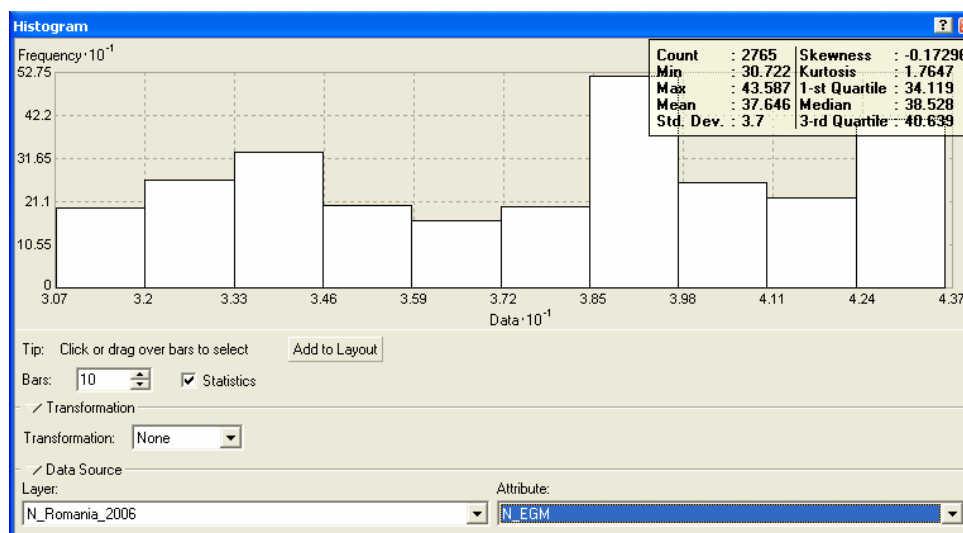 Histogram
Frequency·10⁻¹
Count : 2765 Skewness : -0.17296
Min : 30.722 Kurtosis : 1.7647
Max : 43.587 1-st Quartile : 34.119
Mean : 37.646 Median : 38.528
Std. Dev. : 3.7 3-rd Quartile : 40.639
52.75
42.2
31.65
21.1
10.55
0
3.07 3.2 3.33 3.46 3.59 3.72 3.85 3.98 4.11 4.24 4.37
Data·10⁻¹
Tip: Click or drag over bars to select Add to Layout
Bars: 10 Statistics
Transformation
Transformation: None
Data Source
Layer: Attribute:
N_Romania_2006 N_EGM